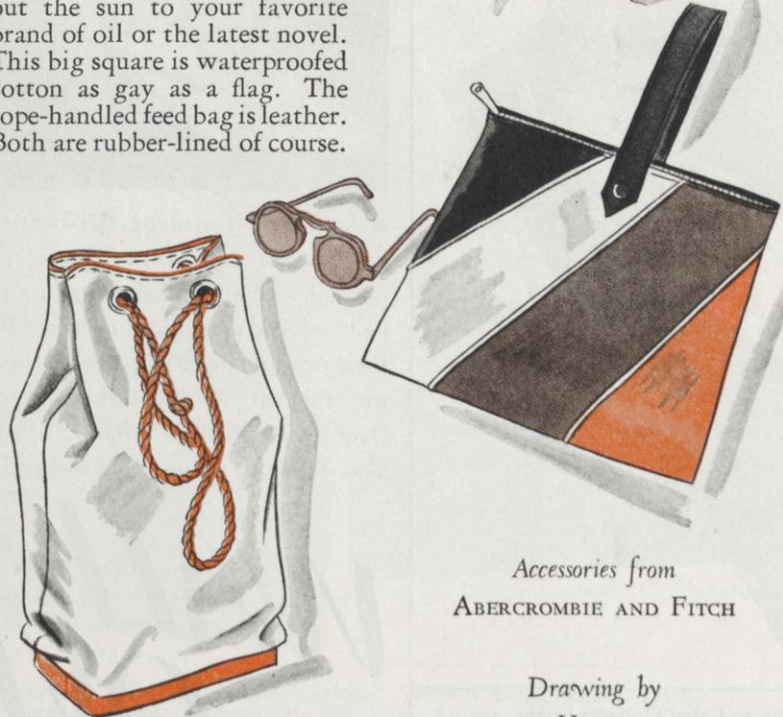 out the sun to your favorite
brand of oil or the latest novel.
This big square is waterproofed
cotton as gay as a flag. The
rope-handled feed bag is leather.
Both are rubber-lined of course.
Accessories from
ABERCROMBIE AND FITCH
Drawing by